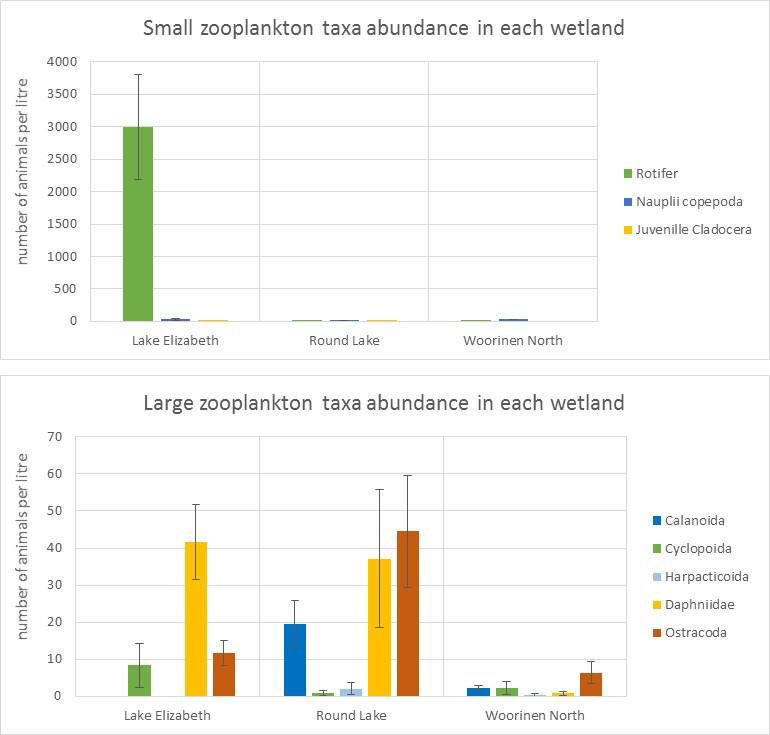 Small zooplankton taxa abundance in each wetland
number of animals per litre
4000
3500
3000
2500
2000
1500
1000
500
0
Lake Elizabeth
Round Lake
Woorinen North
Rotifer
Nauplii copepoda
Juvenille Cladocera
Large zooplankton taxa abundance in each wetland
number of animals per litre
70
60
50
40
30
20
10
0
Lake Elizabeth
Round Lake
Woorinen North
Calanoida
Cyclopoida
Harpacticoida
Daphniidae
Ostracoda